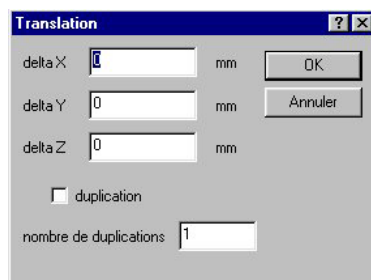 Translation
delta X 0 mm OK
delta Y 0 mm Annuler
delta Z 0 mm
duplication
nombre de duplications 1